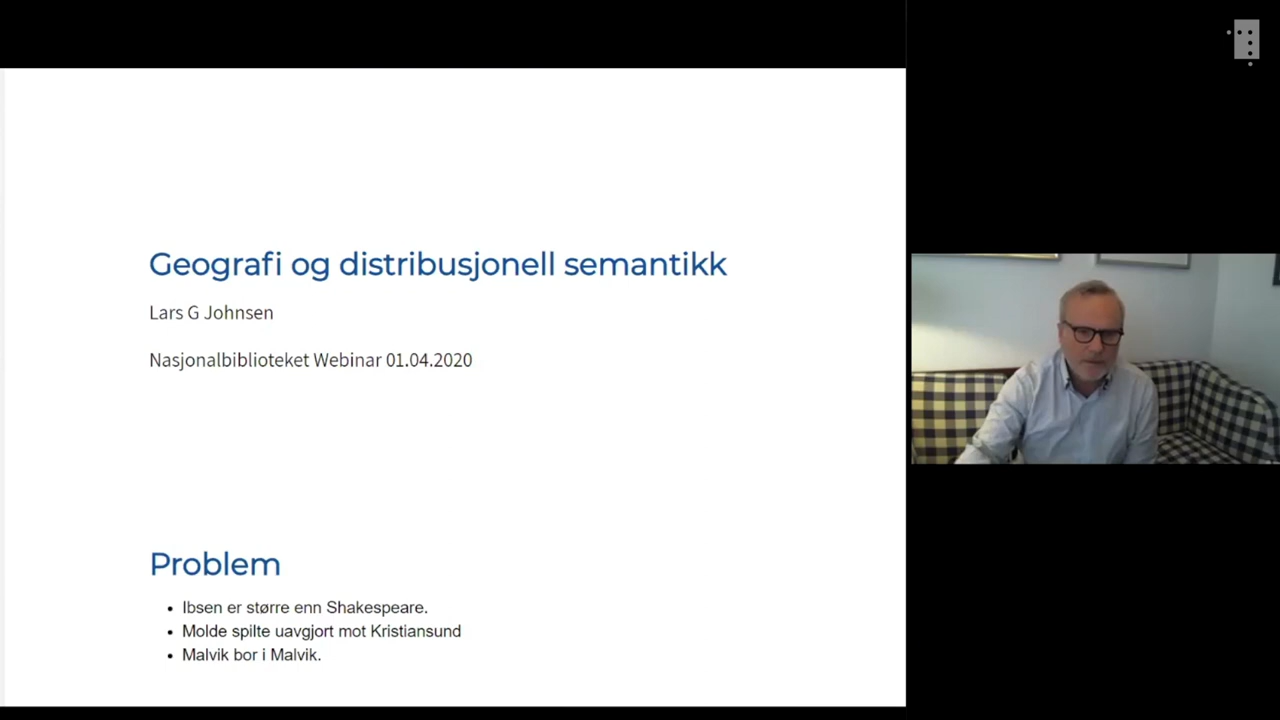 Geografi og distribusjonell semantikk
Lars G Johnsen
Nasjonalbiblioteket Webinar 01.04.2020
Problem
Ibsen er større enn Shakespeare.
Molde spilte uavgjort mot Kristiansund
Malvik bor i Malvik.